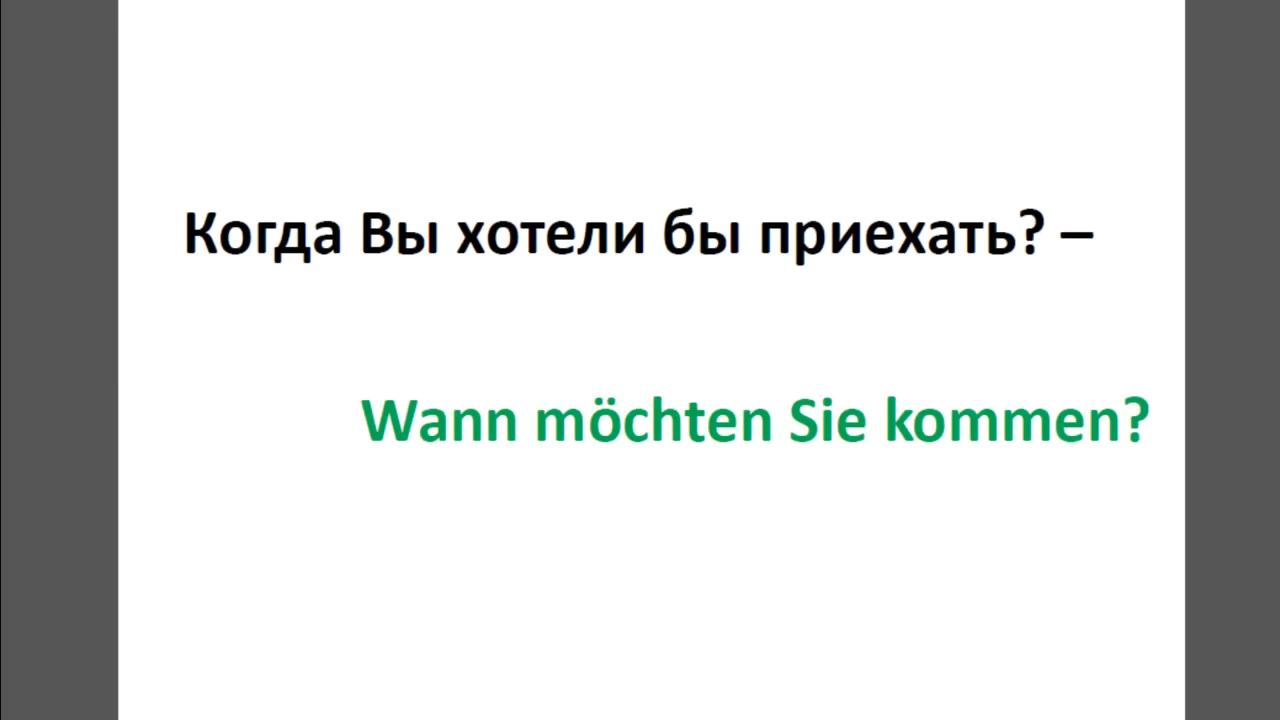 Когда Вы хотели бы приехать? –
Wann möchten Sie kommen?